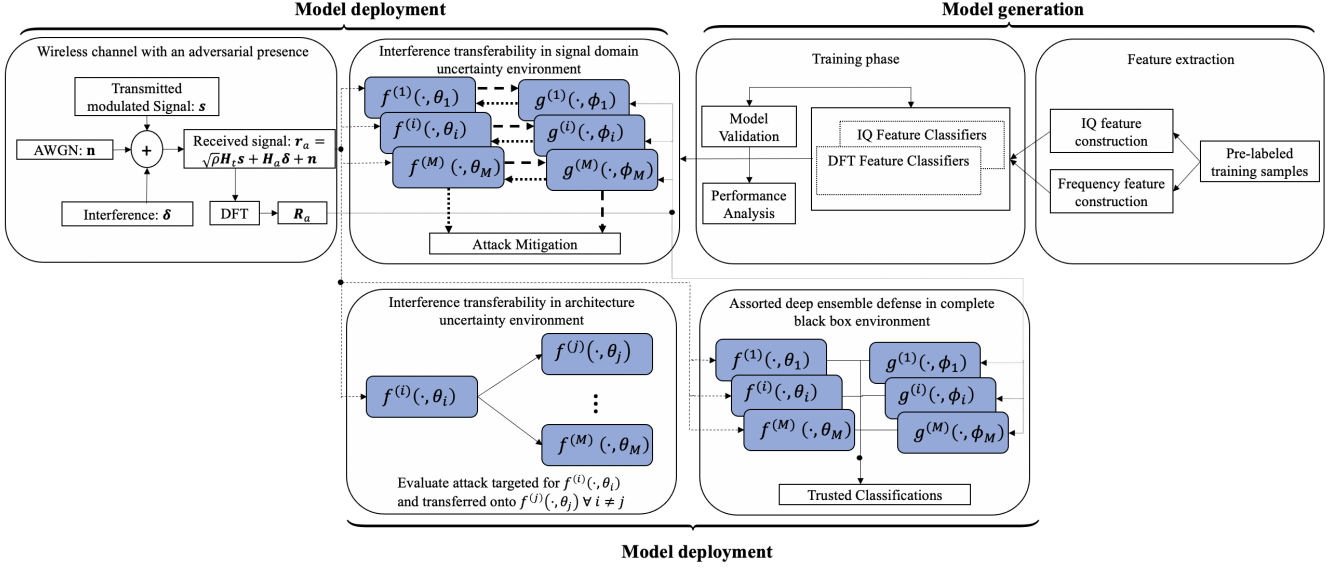 Model deployment
Model generation
Wireless channel with an adversarial presence
Transmitted
modulated Signal: s
AWGN: n
+
Received signal: r_a =
√ρH_t s + H_a δ + n
Interference: δ
DFT
R_a
Interference transferability in signal domain
uncertainty environment
f^(1)(·, θ_1)
g^(1)(·, ϕ_1)
f^(i)(·, θ_i)
g^(i)(·, ϕ_i)
f^(M)(·, θ_M)
g^(M)(·, ϕ_M)
Attack Mitigation
Training phase
Model
Validation
Performance
Analysis
IQ Feature Classifiers
DFT Feature Classifiers
Feature extraction
IQ feature
construction
Frequency feature
construction
Pre-labeled
training samples
Interference transferability in architecture
uncertainty environment
f^(i)(·, θ_i)
f^(j)(·, θ_j)
⋮
f^(M)(·, θ_M)
Evaluate attack targeted for f^(i)(·, θ_i)
and transferred onto f^(j)(·, θ_j) ∀ i ≠ j
Assorted deep ensemble defense in complete
black box environment
f^(1)(·, θ_1)
g^(1)(·, ϕ_1)
f^(i)(·, θ_i)
g^(i)(·, ϕ_i)
f^(M)(·, θ_M)
g^(M)(·, ϕ_M)
Trusted Classifications
Model deployment